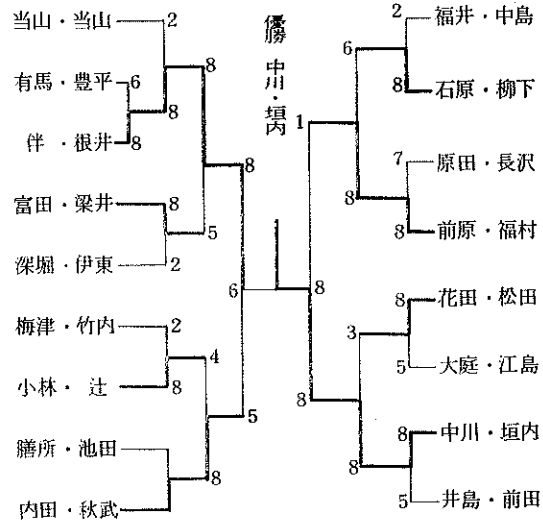 優勝 中川・垣内
当山・当山 2
有馬・豊平 6
伴・根井 8
8
8
富田・梁井 8
深堀・伊東 2
5
8
梅津・竹内 2
小林・辻 8
4
膳所・池田
内田・秋武
8
5
6
福井・中島 2
石原・柳下 8
6
原田・長沢 7
前原・福村 8
8
1
花田・松田 8
大庭・江島 5
3
中川・垣内 8
井島・前田 5
8
8
8